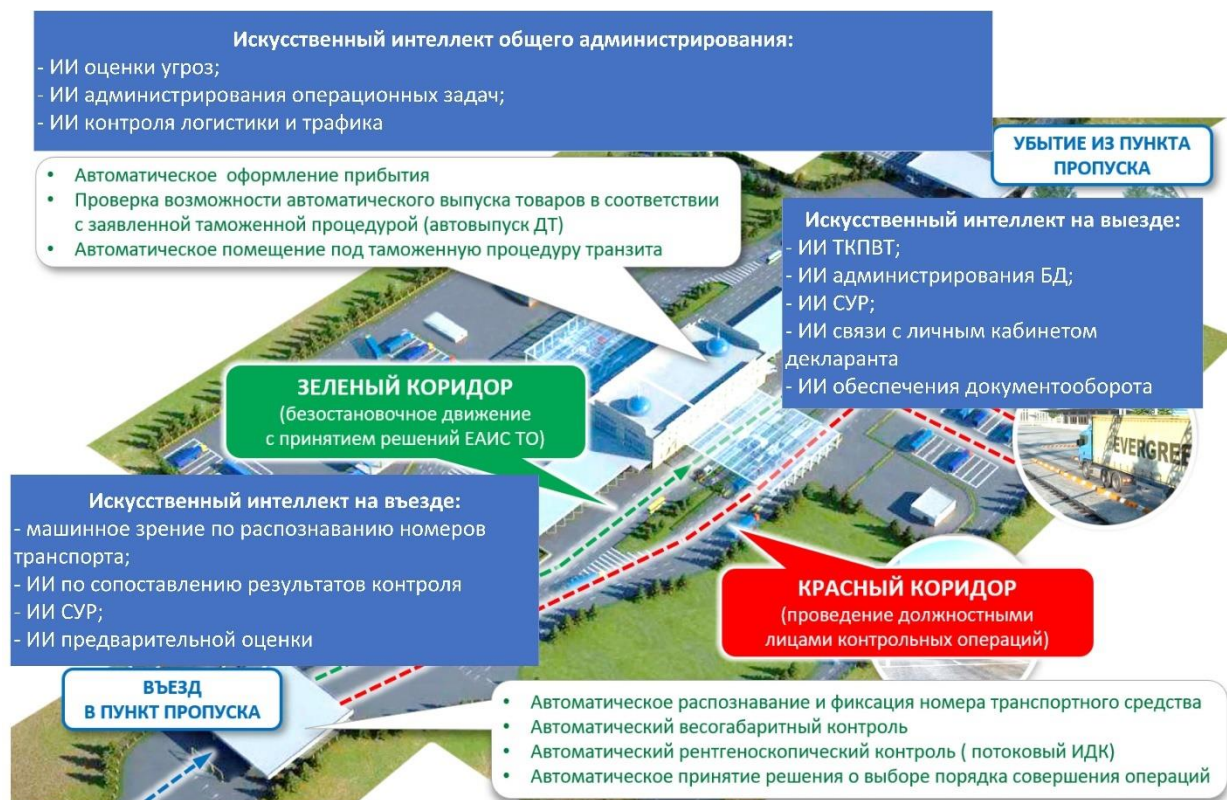 Искусственный интеллект общего администрирования:
- ИИ оценки угроз;
- ИИ администрирования операционных задач;
- ИИ контроля логистики и трафика
УБЫТИЕ ИЗ ПУНКТА
ПРОПУСКА
• Автоматическое оформление прибытия
• Проверка возможности автоматического выпуска товаров в соответствии
с заявленной таможенной процедурой (автовыпуск ДТ)
• Автоматическое помещение под таможенную процедуру транзита
Искусственный интеллект на выезде:
- ИИ ТКПВТ;
- ИИ администрирования БД;
- ИИ СУР;
- ИИ связи с личным кабинетом
декларанта
- ИИ обеспечения документооборота
ЗЕЛЕНЫЙ КОРИДОР
(безостановочное движение
с принятием решений ЕАИС ТО)
EVERGREE
Искусственный интеллект на въезде:
- машинное зрение по распознаванию номеров
транспорта;
- ИИ по сопоставлению результатов контроля
- ИИ СУР;
- ИИ предварительной оценки
КРАСНЫЙ КОРИДОР
(проведение должностными
лицами контрольных операций)
ВЪЕЗД
В ПУНКТ ПРОПУСКА
• Автоматическое распознавание и фиксация номера транспортного средства
• Автоматический весогабаритный контроль
• Автоматический рентгеноскопический контроль ( потоковый ИДК)
• Автоматическое принятие решения о выборе порядка совершения операций